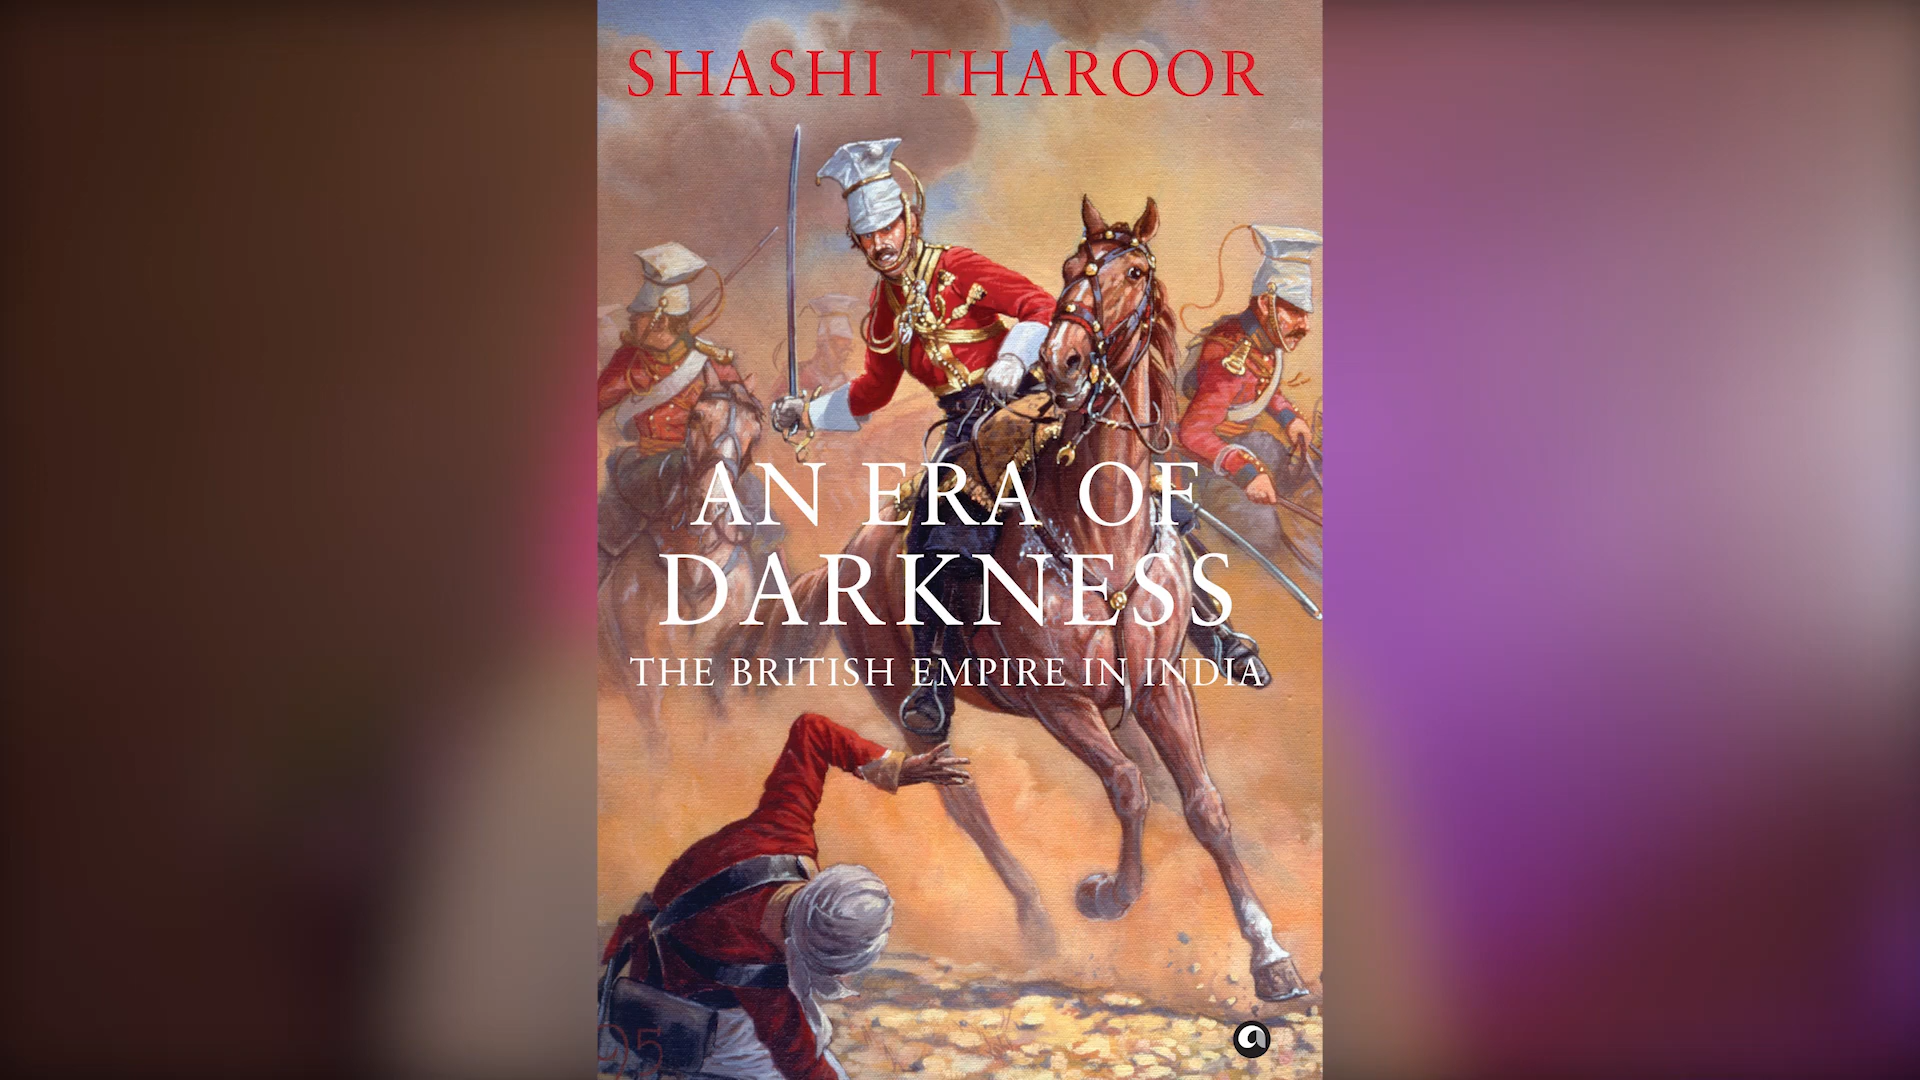 SHASHI THAROOR
AN ERA OF
DARKNESS
THE BRITISH EMPIRE IN INDIA